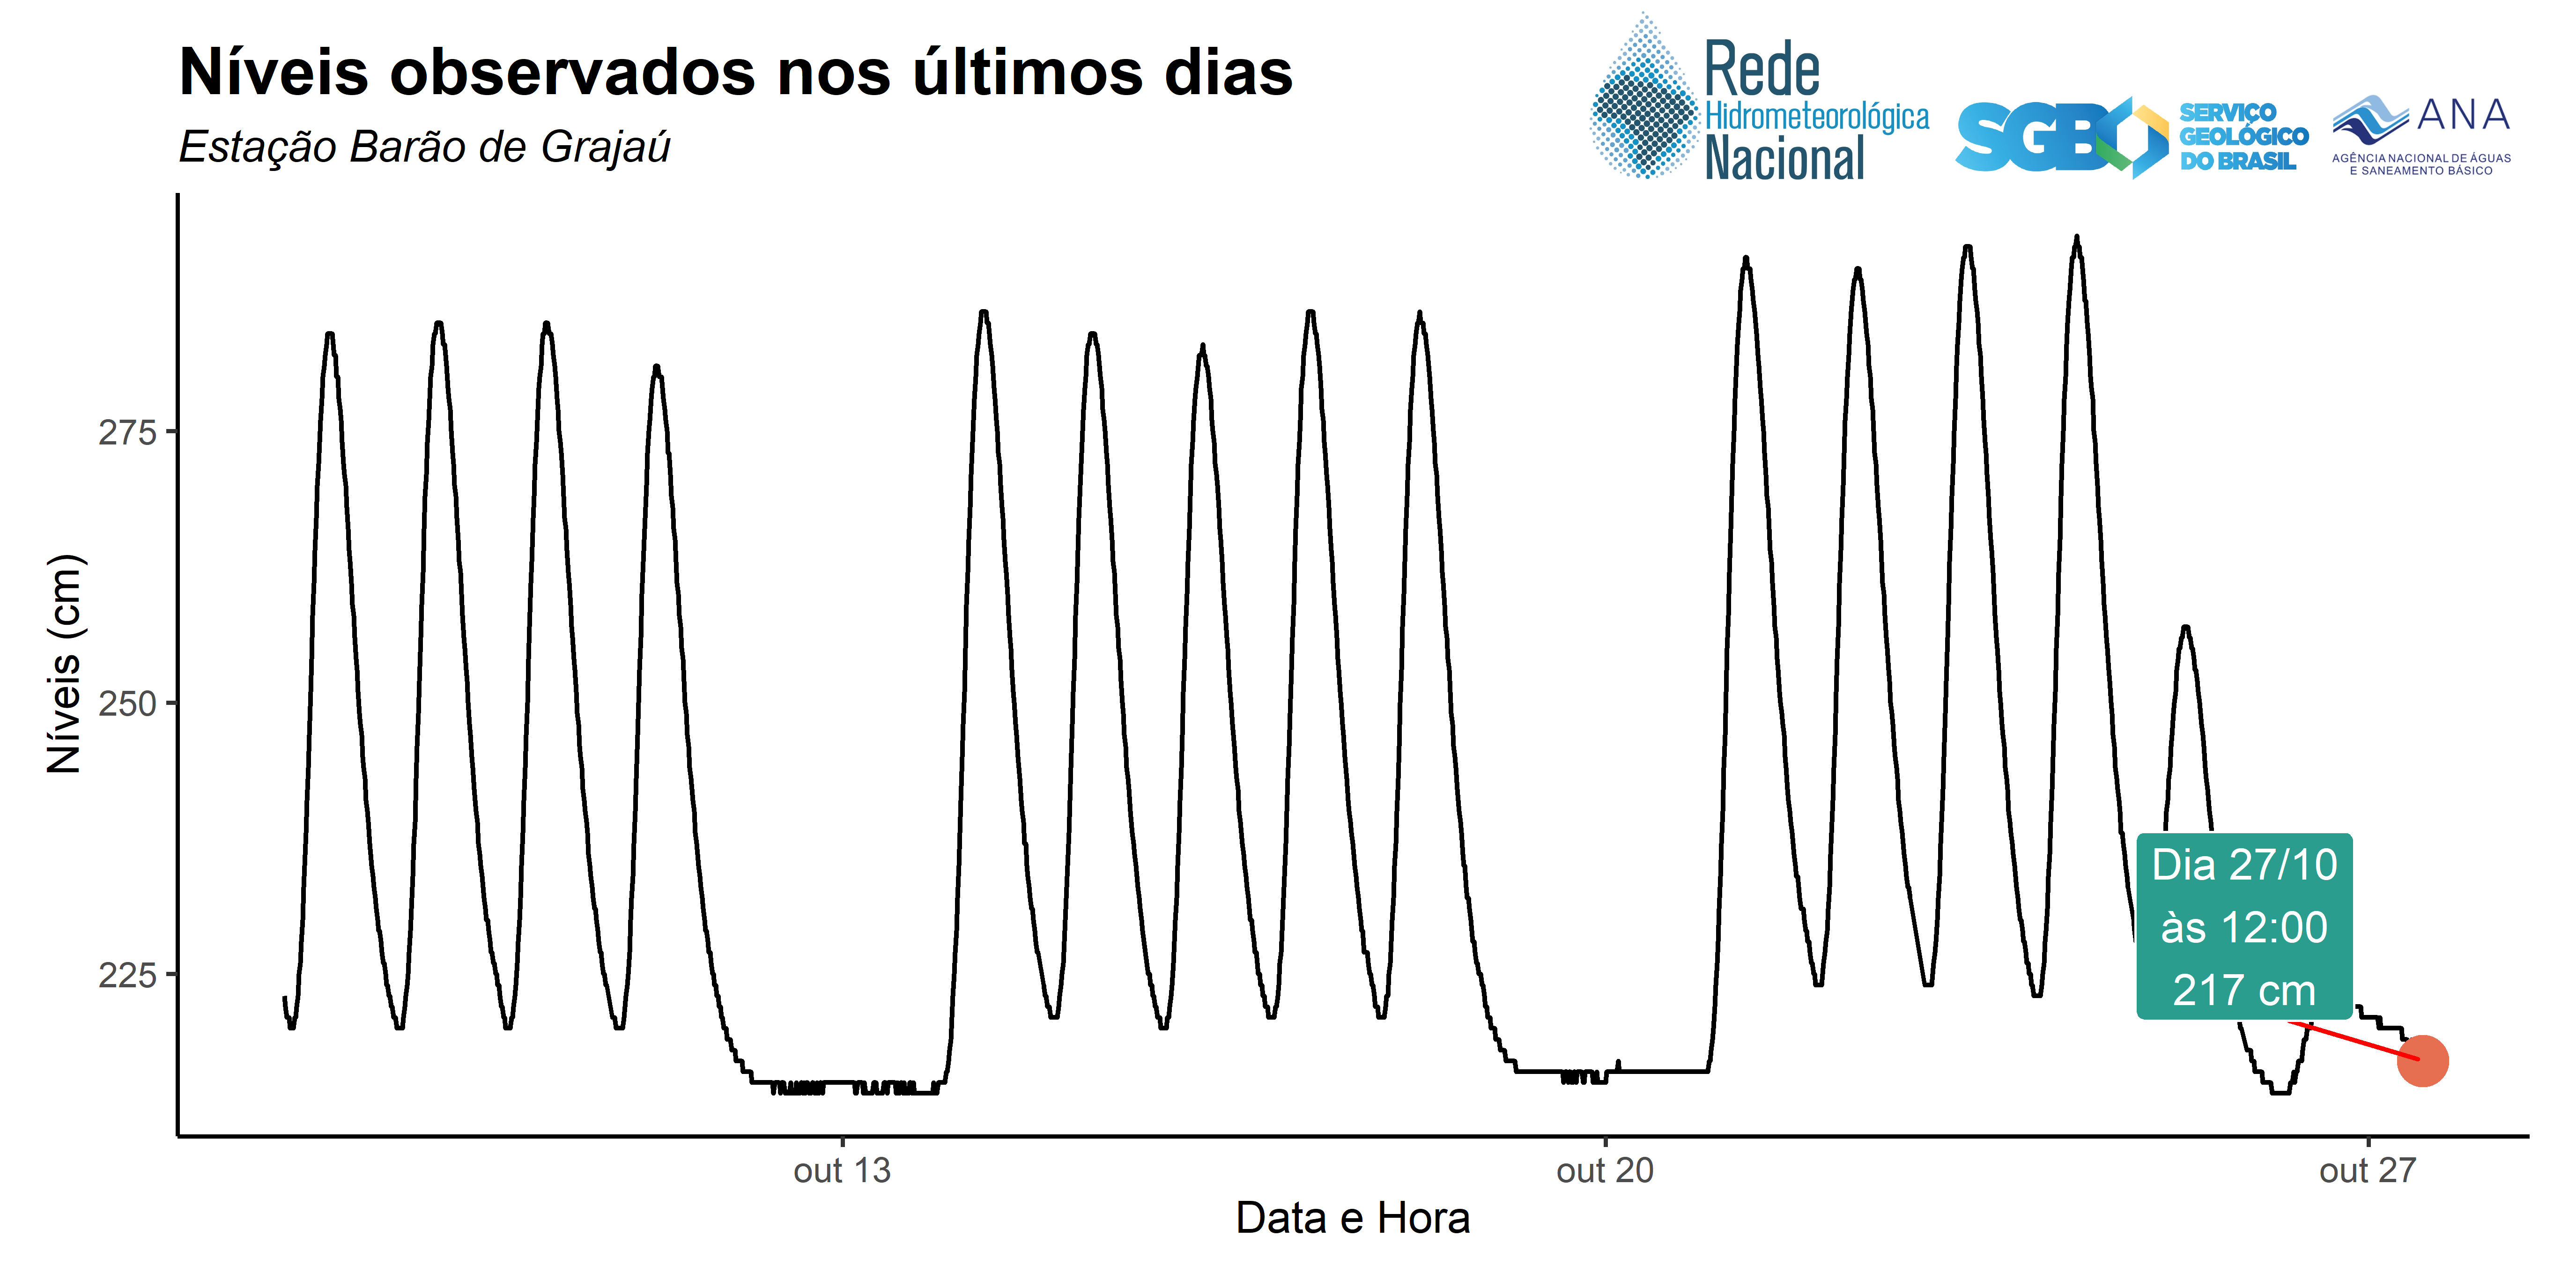 Níveis observados nos últimos dias
Estação Barão de Grajaú
Rede
Hidrometeorológica
Nacional
SGB
SERVIÇO
GEOLÓGICO
DO BRASIL
ANA
AGÊNCIA NACIONAL DE ÁGUAS
E SANEAMENTO BÁSICO
Níveis (cm)
275
250
225
Dia 27/10
às 12:00
217 cm
out 13
out 20
out 27
Data e Hora